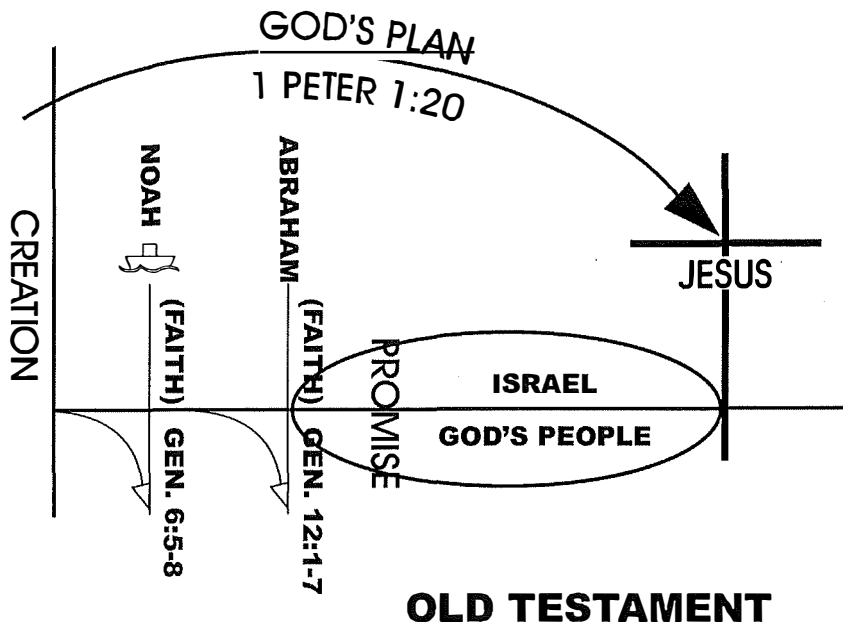 GOD'S PLAN
1 PETER 1:20
CREATION
NOAH
(FAITH) GEN. 6:5-8
ABRAHAM
(FAITH) GEN. 12:1-7
PROMISE
ISRAEL
GOD'S PEOPLE
JESUS
OLD TESTAMENT